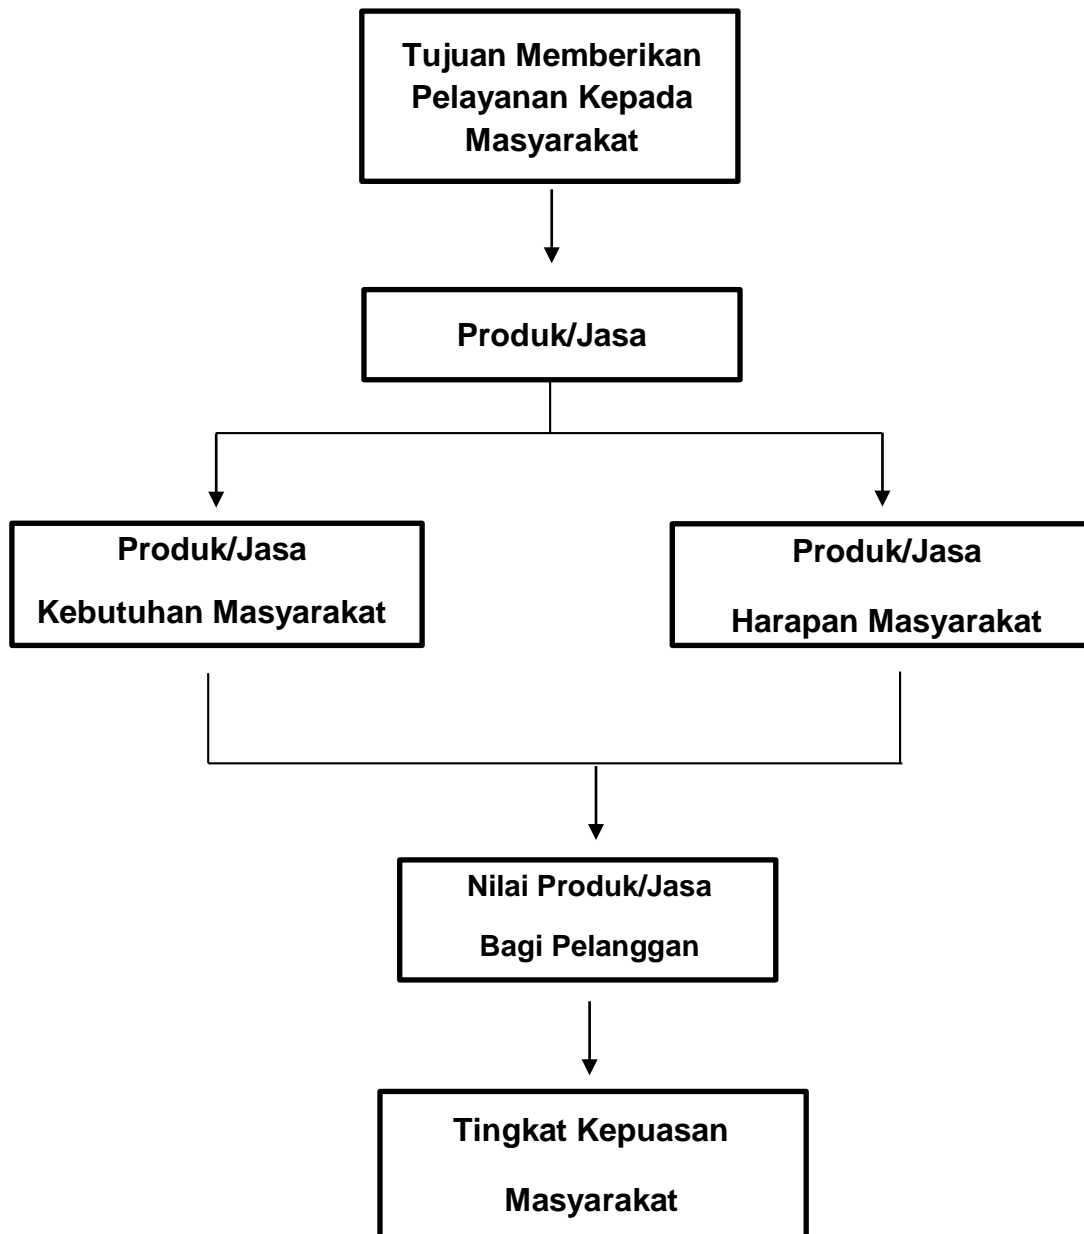 Tujuan Memberikan
Pelayanan Kepada
Masyarakat
Produk/Jasa
Produk/Jasa
Kebutuhan Masyarakat
Produk/Jasa
Harapan Masyarakat
Nilai Produk/Jasa
Bagi Pelanggan
Tingkat Kepuasan
Masyarakat